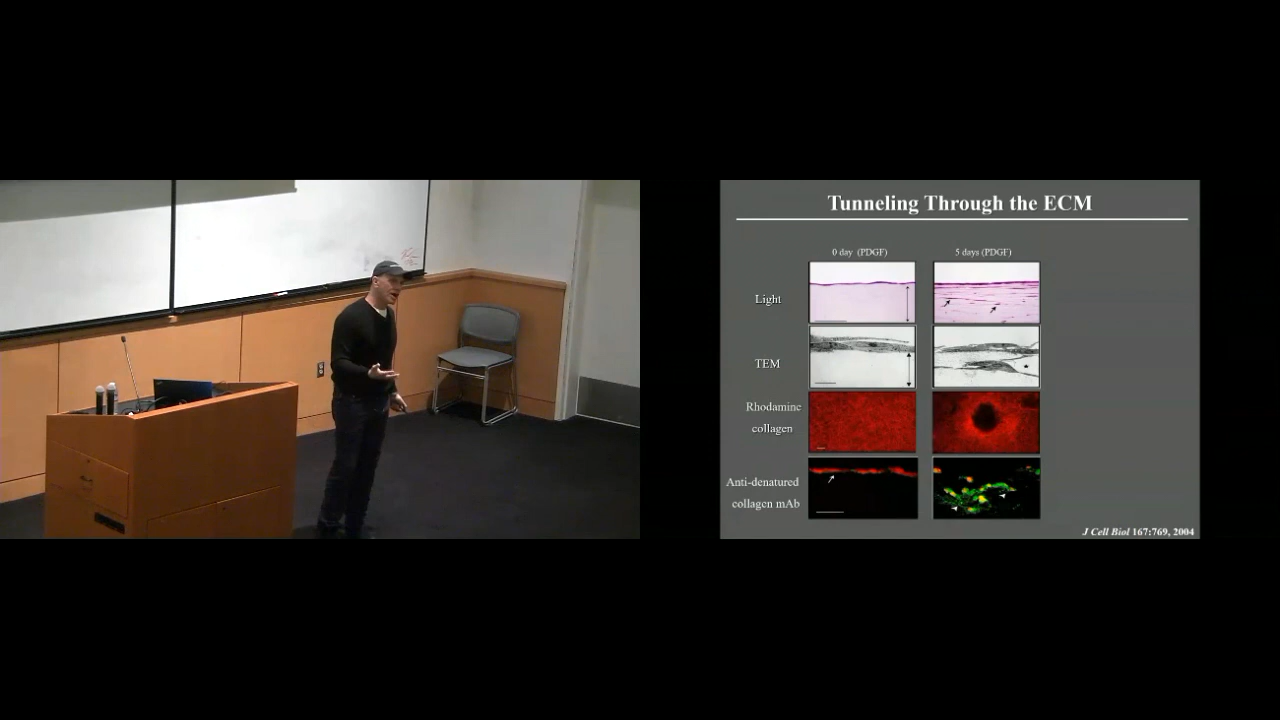 Tunneling Through the ECM
0 day (PDGF)
5 days (PDGF)
Light
TEM
Rhodamine
collagen
Anti-denatured
collagen mAb
J Cell Biol 167:769, 2004